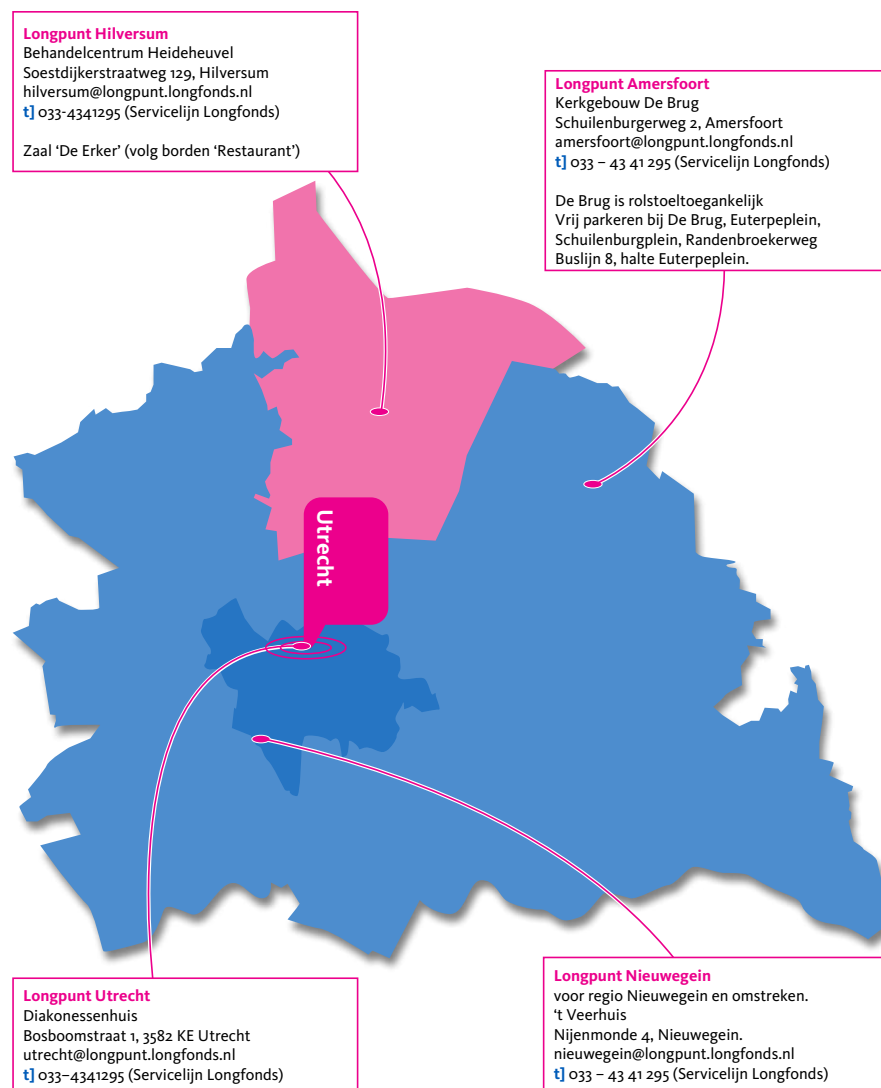 Longpunt Hilversum
Behandelcentrum Heideheuvel
Soestdijkerstraatweg 129, Hilversum
hilversum@longpunt.longfonds.nl
t] 033-4341295 (Servicelijn Longfonds)
Zaal ‘De Erker’ (volg borden ‘Restaurant’)
Longpunt Amersfoort
Kerkgebouw De Brug
Schuilenburgerweg 2, Amersfoort
amersfoort@longpunt.longfonds.nl
t] 033 – 43 41 295 (Servicelijn Longfonds)
De Brug is rolstoeltoegankelijk
Vrij parkeren bij De Brug, Euterpeplein,
Schuilenburgplein, Randenbroekerweg
Buslijn 8, halte Euterpeplein.
Utrecht
Longpunt Utrecht
Diakonessenhuis
Bosboomstraat 1, 3582 KE Utrecht
utrecht@longpunt.longfonds.nl
t] 033–4341295 (Servicelijn Longfonds)
Longpunt Nieuwegein
voor regio Nieuwegein en omstreken.
‘t Veerhuis
Nijenmonde 4, Nieuwegein.
nieuwegein@longpunt.longfonds.nl
t] 033 – 43 41 295 (Servicelijn Longfonds)